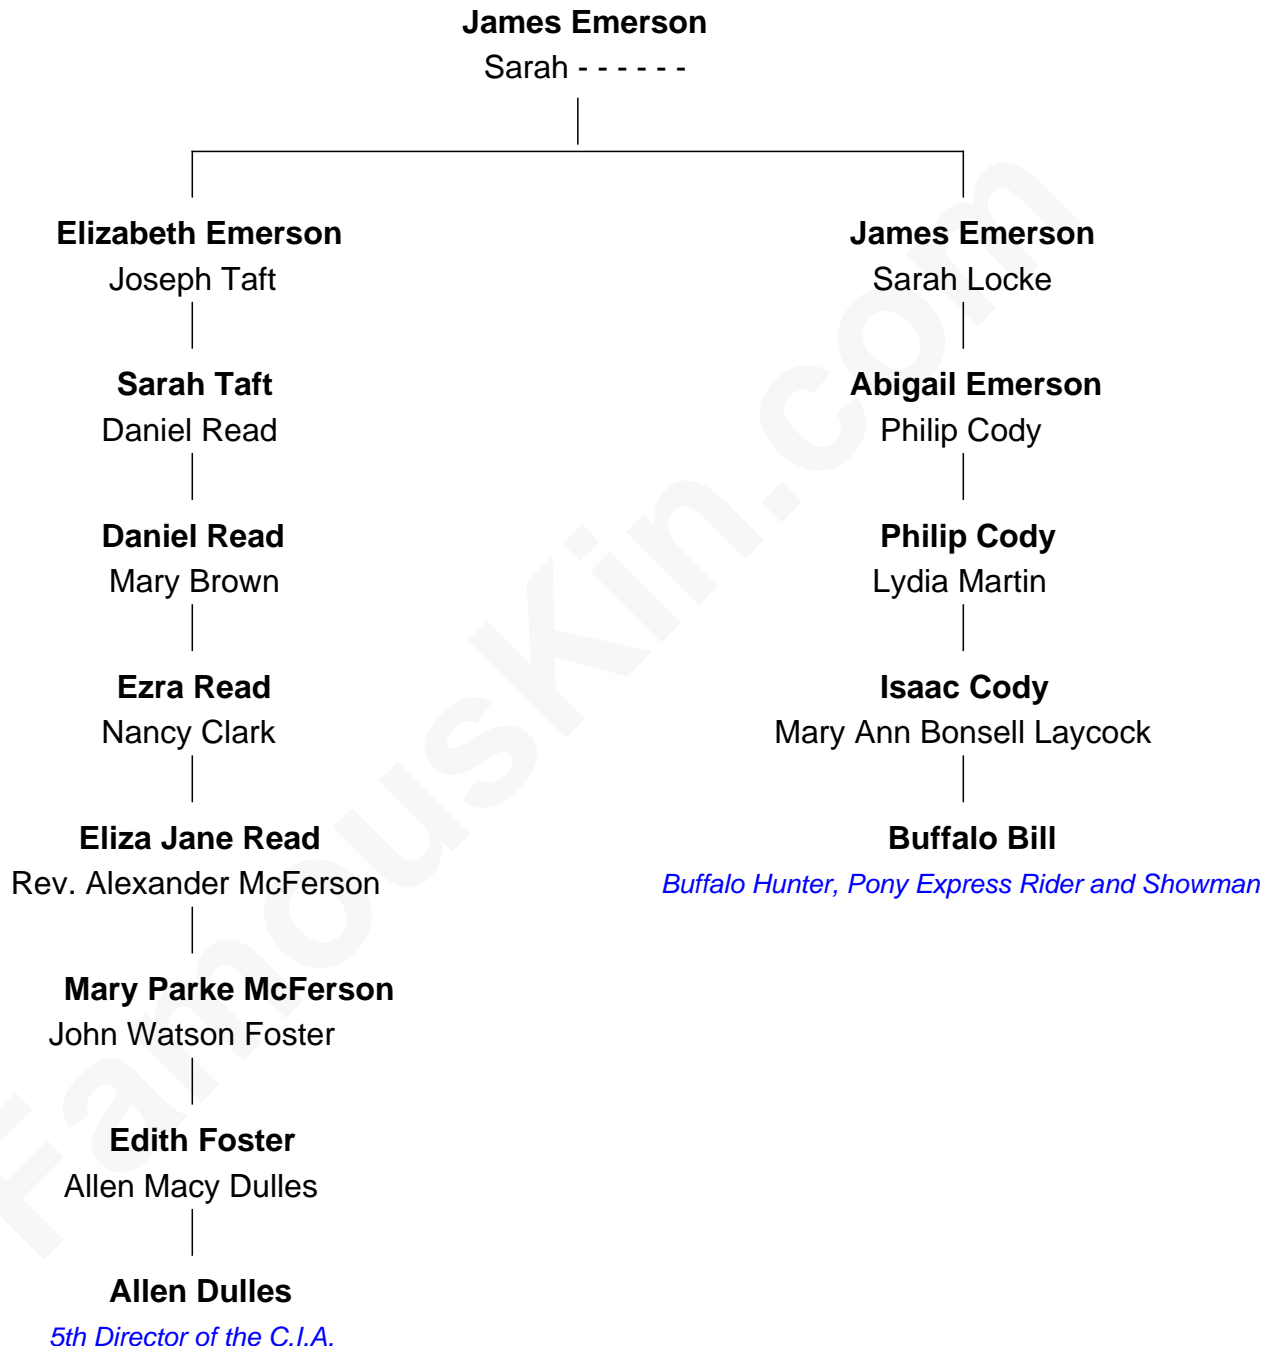 James Emerson
Sarah - - - - - -
Elizabeth Emerson
Joseph Taft
Sarah Taft
Daniel Read
Daniel Read
Mary Brown
Ezra Read
Nancy Clark
Eliza Jane Read
Rev. Alexander McFerson
Mary Parke McFerson
John Watson Foster
Edith Foster
Allen Macy Dulles
Allen Dulles
5th Director of the C.I.A.
James Emerson
Sarah Locke
Abigail Emerson
Philip Cody
Philip Cody
Lydia Martin
Isaac Cody
Mary Ann Bonsell Laycock
Buffalo Bill
Buffalo Hunter, Pony Express Rider and Showman
FamousKin.com